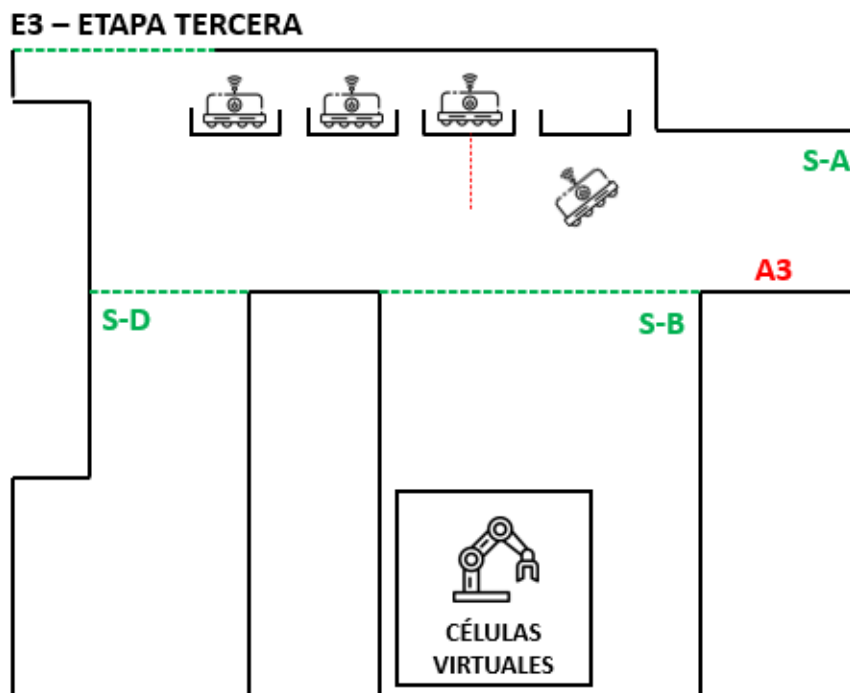 E3 – ETAPA TERCERA
S-A
A3
S-D
S-B
CÉLULAS
VIRTUALES